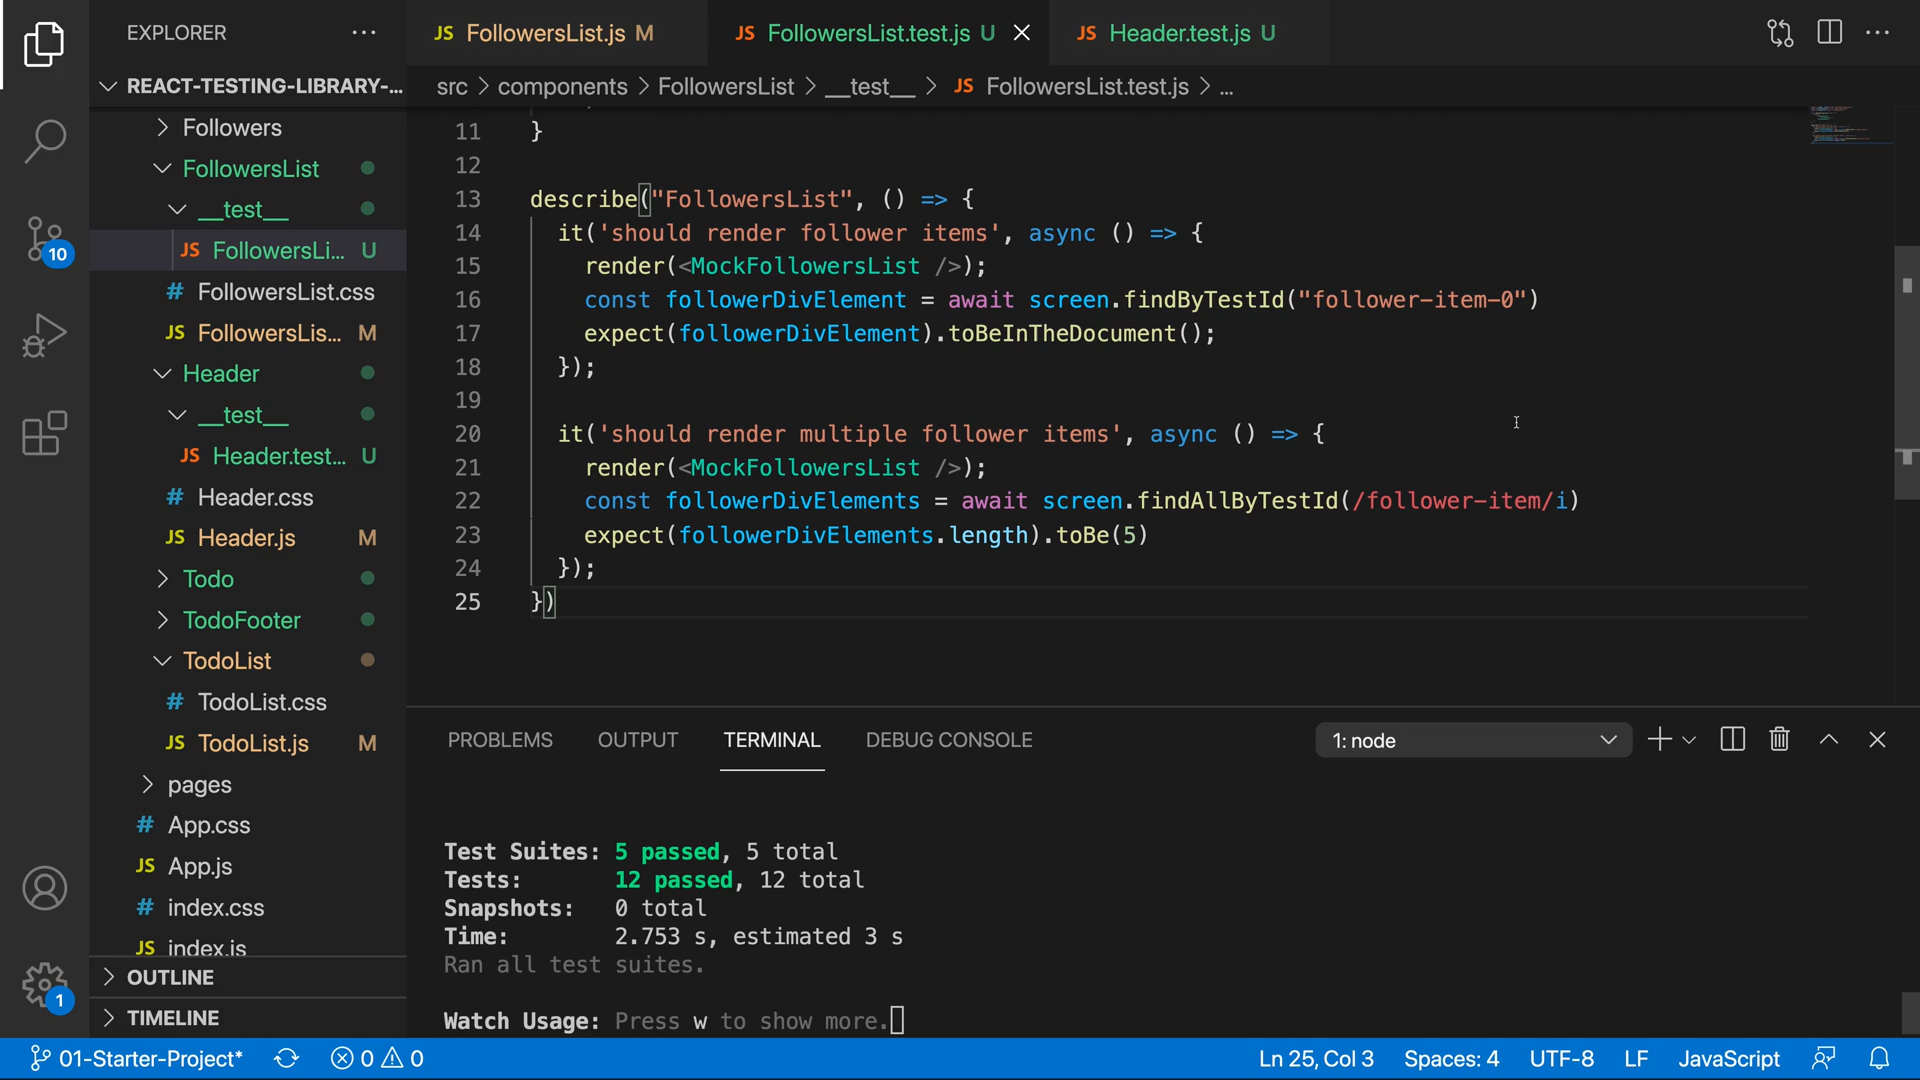 EXPLORER
JS FollowersList.js M
JS FollowersList.test.js U
JS Header.test.js U
REACT-TESTING-LIBRARY-...
src > components > FollowersList > __test__ > JS FollowersList.test.js > ...
Followers
FollowersList
__test__
JS FollowersLi... U
# FollowersList.css
JS FollowersLis... M
Header
__test__
JS Header.test... U
# Header.css
JS Header.js M
Todo
TodoFooter
TodoList
# TodoList.css
JS TodoList.js M
pages
# App.css
JS App.js
# index.css
JS index.js
OUTLINE
TIMELINE
10
1
11 }
12
13 describe("FollowersList", () => {
14 it('should render follower items', async () => {
15 render(<MockFollowersList />);
16 const followerDivElement = await screen.findByTestId("follower-item-0")
17 expect(followerDivElement).toBeInTheDocument();
18 });
19
20 it('should render multiple follower items', async () => {
21 render(<MockFollowersList />);
22 const followerDivElements = await screen.findAllByTestId(/follower-item/i)
23 expect(followerDivElements.length).toBe(5)
24 });
25 })
PROBLEMS OUTPUT TERMINAL DEBUG CONSOLE
1: node
Test Suites: 5 passed, 5 total
Tests: 12 passed, 12 total
Snapshots: 0 total
Time: 2.753 s, estimated 3 s
Ran all test suites.
Watch Usage: Press w to show more.
01-Starter-Project* 0 0
Ln 25, Col 3 Spaces: 4 UTF-8 LF JavaScript